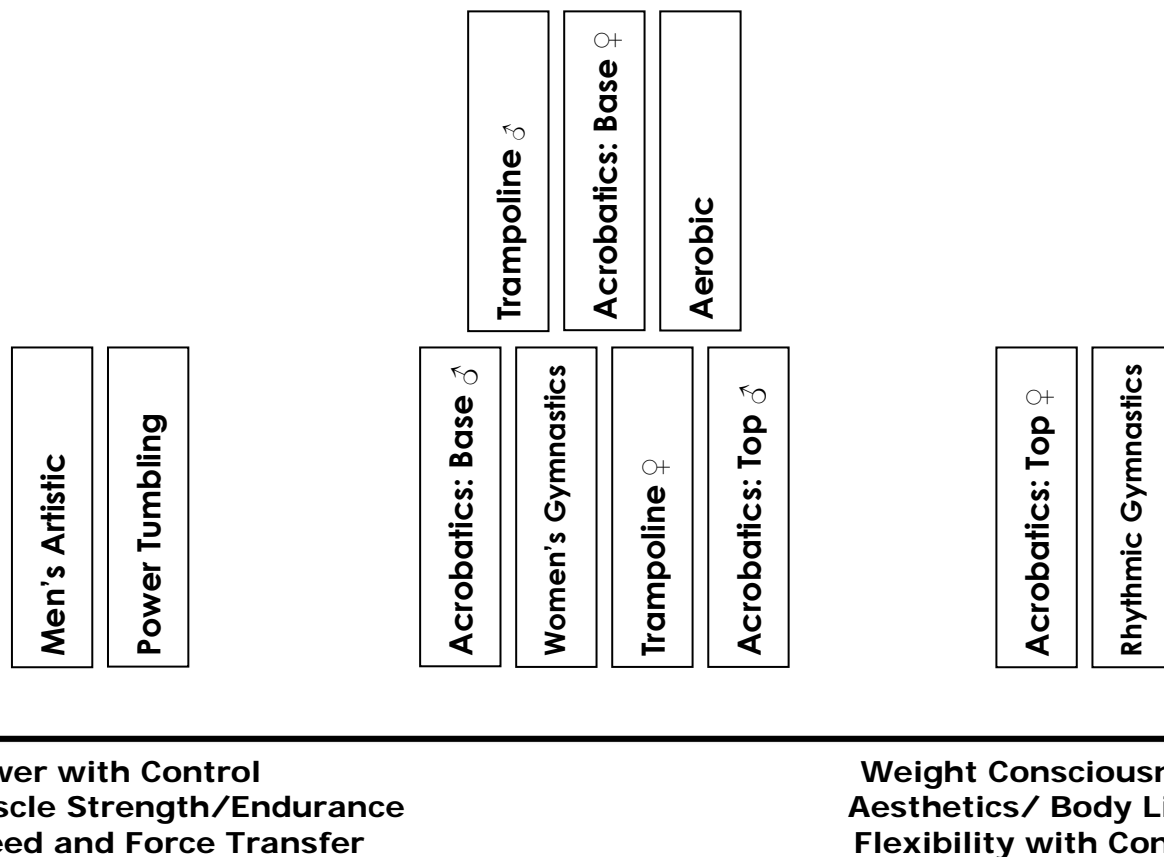 Trampoline ♂
Acrobatics: Base ♀
Aerobic
Men's Artistic
Power Tumbling
Acrobatics: Base ♂
Women's Gymnastics
Trampoline ♀
Acrobatics: Top ♂
Acrobatics: Top ♀
Rhythmic Gymnastics
wer with Control
scle Strength/Endurance
eed and Force Transfer
Weight Consciousn
Aesthetics/ Body Li
Flexibility with Con